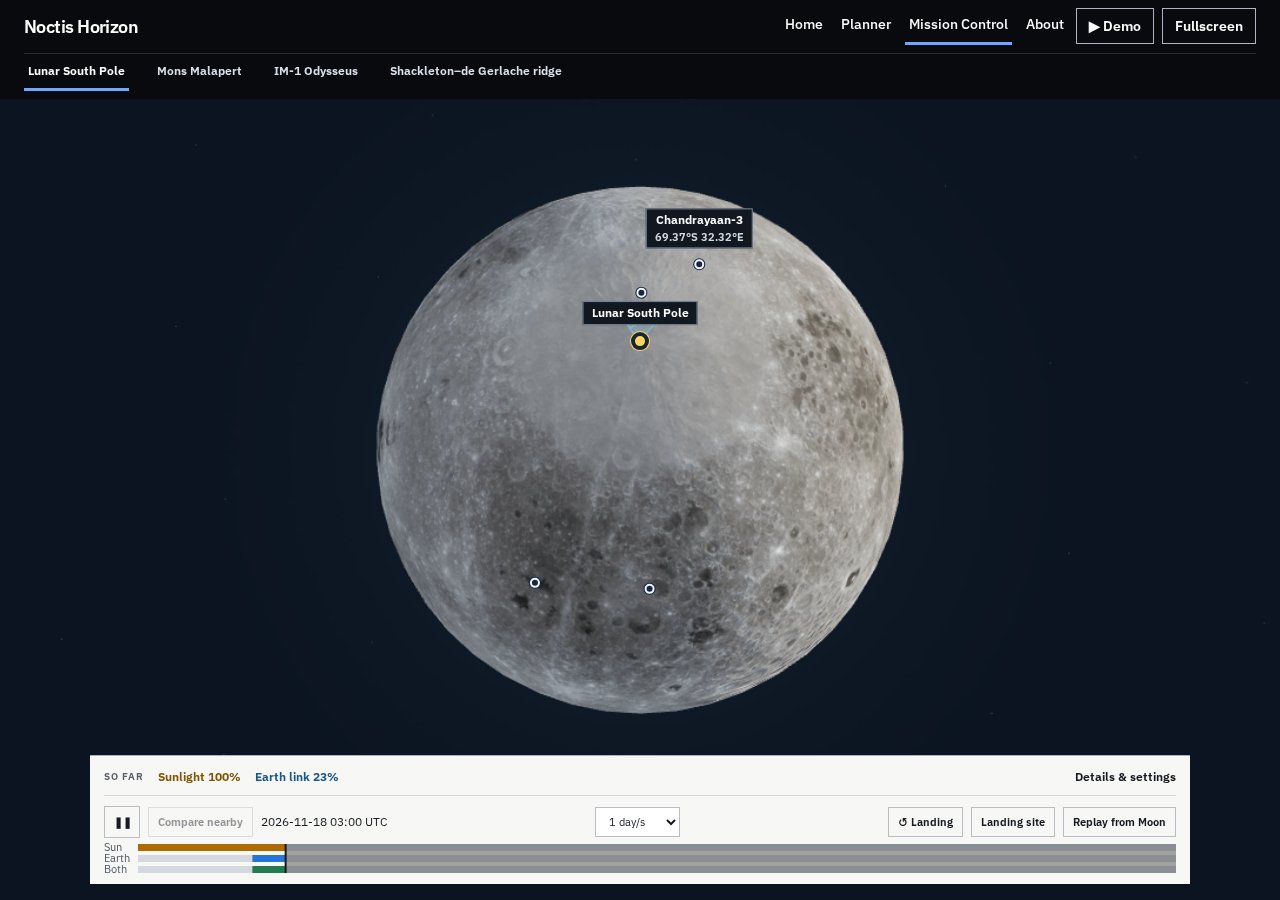 Noctis Horizon
Home Planner Mission Control About ▶ Demo Fullscreen
Lunar South Pole Mons Malapert IM-1 Odysseus Shackleton–de Gerlache ridge
Chandrayaan-3
69.37°S 32.32°E
Lunar South Pole
SO FAR Sunlight 100% Earth link 23% Details & settings
❚❚ Compare nearby 2026-11-18 03:00 UTC 1 day/s ↺ Landing Landing site Replay from Moon
Sun
Earth
Both